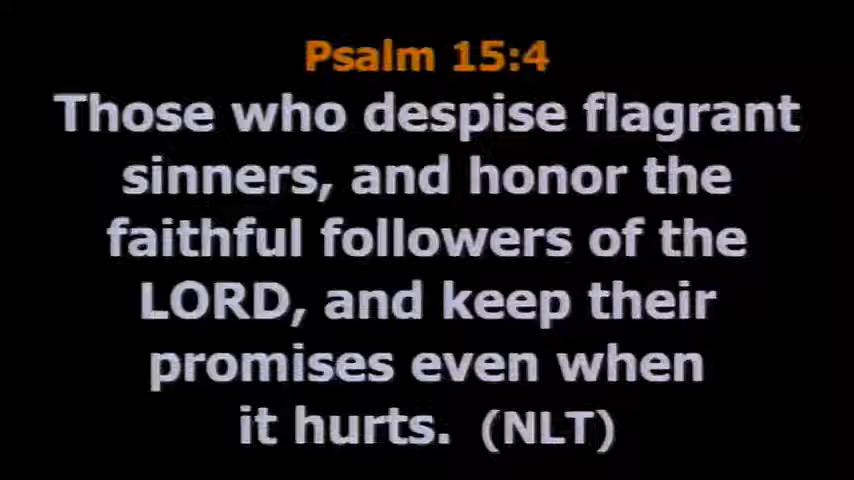 Psalm 15:4
Those who despise flagrant
sinners, and honor the
faithful followers of the
LORD, and keep their
promises even when
it hurts. (NLT)